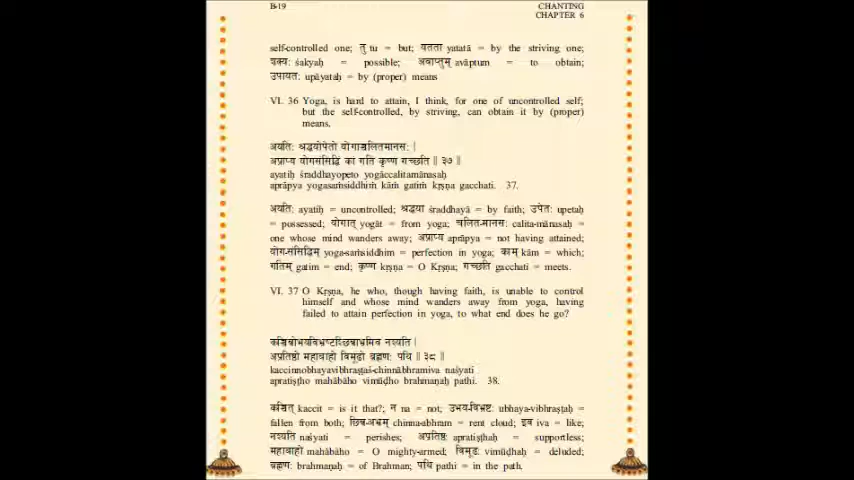 B-19
CHANTING
CHAPTER 6
self-controlled one; तु tu = but; यतता yatatā = by the striving one;
शक्य: śakyaḥ = possible; अवाप्तुम् avāptum = to obtain;
उपायत: upāyataḥ = by (proper) means
VI. 36 Yoga, is hard to attain, I think, for one of uncontrolled self;
but the self-controlled, by striving, can obtain it by (proper)
means.
अयति: श्रद्धयोपेतो योगाच्चलितमानस: |
अप्राप्य योगसंसिद्धिं कां गतिं कृष्ण गच्छति || ३७ ||
ayatiḥ śraddhayopeto yogāccalitamānasaḥ
aprāpya yogasaṁsiddhiṁ kāṁ gatiṁ kṛṣṇa gacchati. 37.
अयति: ayatiḥ = uncontrolled; श्रद्धया śraddhayā = by faith; उपेत: upetaḥ
= possessed; योगात् yogāt = from yoga; चलित-मानस: calita-mānasaḥ =
one whose mind wanders away; अप्राप्य aprāpya = not having attained;
योग-संसिद्धिम् yoga-saṁsiddhim = perfection in yoga; काम् kām = which;
गतिम् gatim = end; कृष्ण kṛṣṇa = O Kṛṣṇa; गच्छति gacchati = meets.
VI. 37 O Kṛṣṇa, he who, though having faith, is unable to control
himself and whose mind wanders away from yoga, having
failed to attain perfection in yoga, to what end does he go?
कच्चिन्नोभयविभ्रष्टश्छिन्नाभ्रमिव नश्यति |
अप्रतिष्ठो महाबाहो विमूढो ब्रह्मण: पथि || ३८ ||
kaccinnobhayavibhraṣṭaś-chinnābhramiva naśyati
apratiṣṭho mahābāho vimūḍho brahmaṇaḥ pathi. 38.
कच्चित् kaccit = is it that?; न na = not; उभय-विभ्रष्ट: ubhaya-vibhraṣṭaḥ =
fallen from both; छिन्न-अभ्रम् chinna-abhram = rent cloud; इव iva = like;
नश्यति naśyati = perishes; अप्रतिष्ठ: apratiṣṭhaḥ = supportless;
महाबाहो mahābāho = O mighty-armed; विमूढ: vimūḍhaḥ = deluded;
ब्रह्मण: brahmaṇaḥ = of Brahman; पथि pathi = in the path.